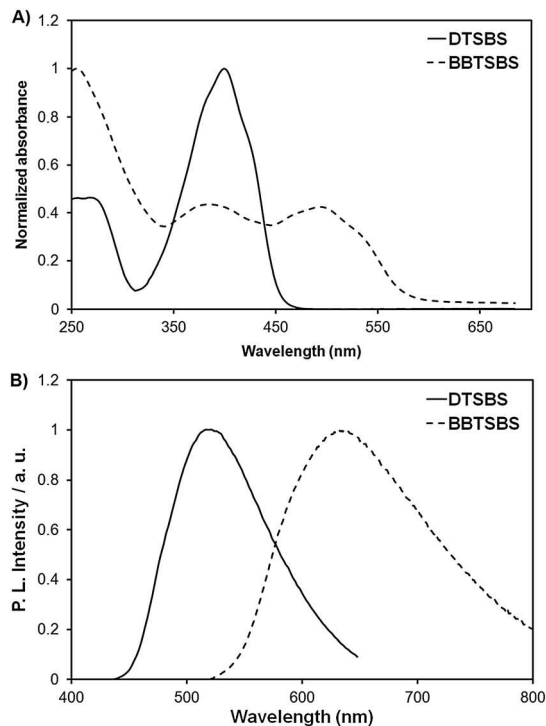 A)
1.2
1
0.8
0.6
0.4
0.2
0
Normalized absorbance
DTSBS
BBTSBS
250 350 450 550 650
Wavelength (nm)
B)
1.2
1
0.8
0.6
0.4
0.2
0
P. L. Intensity / a. u.
DTSBS
BBTSBS
400 500 600 700 800
Wavelength (nm)